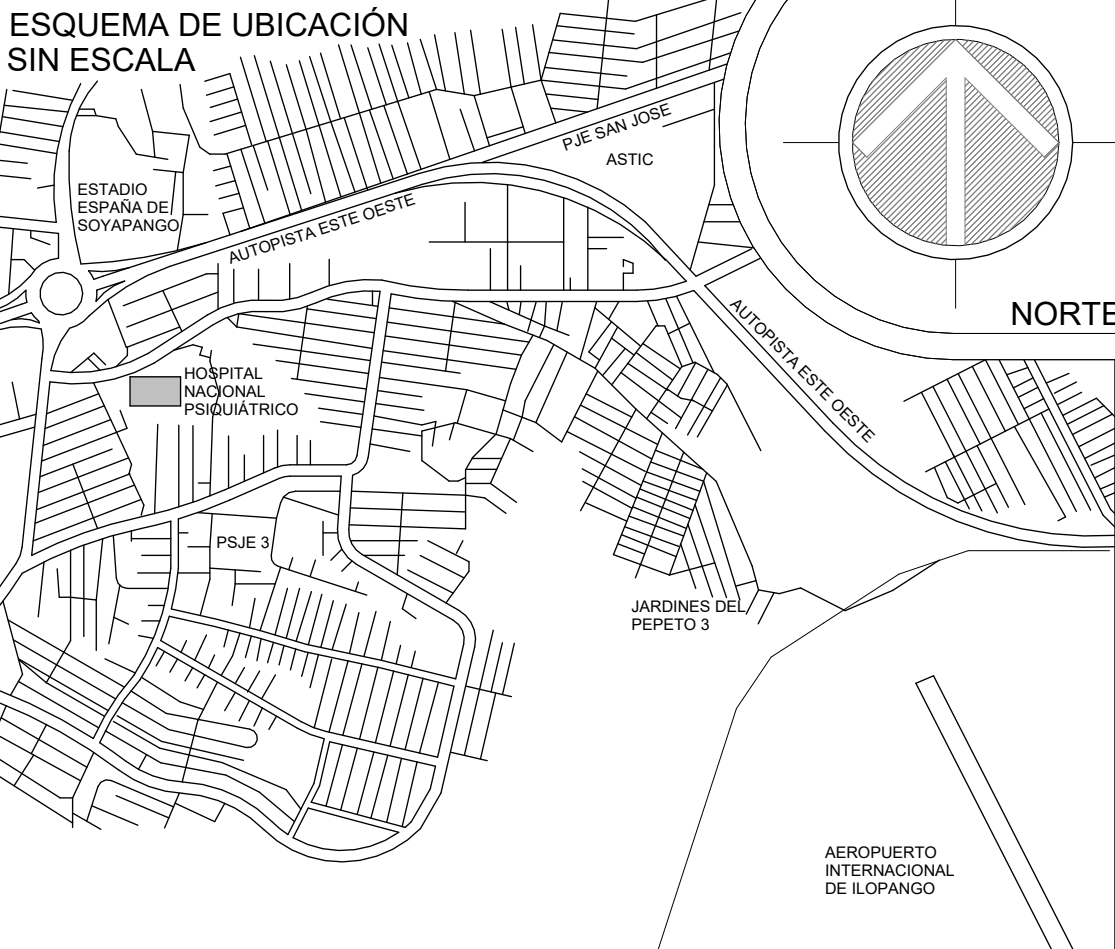 ESQUEMA DE UBICACIÓN
SIN ESCALA
PJE SAN JOSE
ASTIC
ESTADIO
ESPAÑA DE
SOYAPANGO
AUTOPISTA ESTE OESTE
NORTE
AUTOPISTA ESTE OESTE
HOSPITAL
NACIONAL
PSIQUIÁTRICO
PSJE 3
JARDINES DEL
PEPETO 3
AEROPUERTO
INTERNACIONAL
DE ILOPANGO